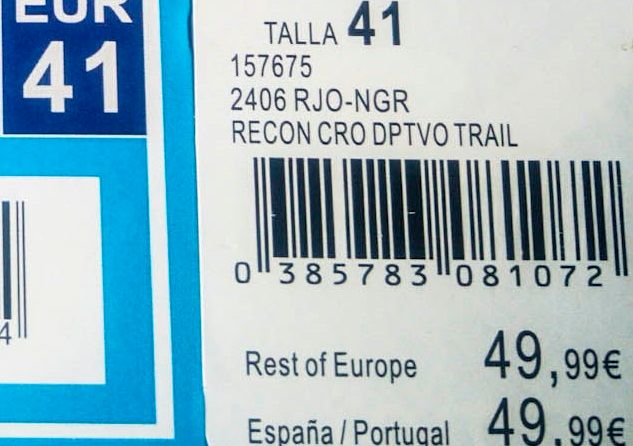 EUR
41
4
TALLA 41
157675
2406 RJO-NGR
RECON CRO DPTVO TRAIL
0 385783 081072
Rest of Europe 49,99€
España / Portugal 49,99€